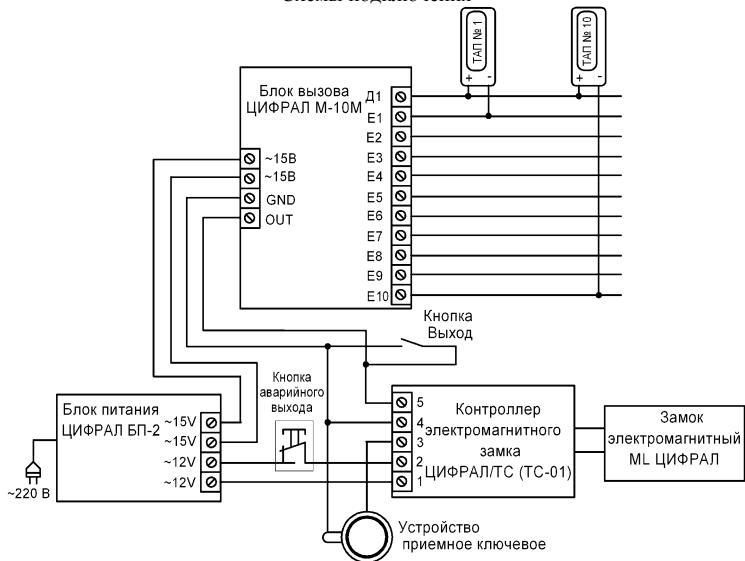 Схемы подключения
ТАП № 1
ТАП № 10
+ -
+ -
Блок вызова
ЦИФРАЛ М-10М
Д1
Е1
Е2
Е3
Е4
Е5
Е6
Е7
Е8
Е9
Е10
~15В
~15В
GND
OUT
Кнопка
Выход
Кнопка
аварийного
выхода
Блок питания
ЦИФРАЛ БП-2
~15V
~15V
~12V
~12V
~220 В
5
4
3
2
1
Контроллер
электромагнитного
замка
ЦИФРАЛ/ТС (ТС-01)
Замок
электромагнитный
ML ЦИФРАЛ
Устройство
приемное ключевое